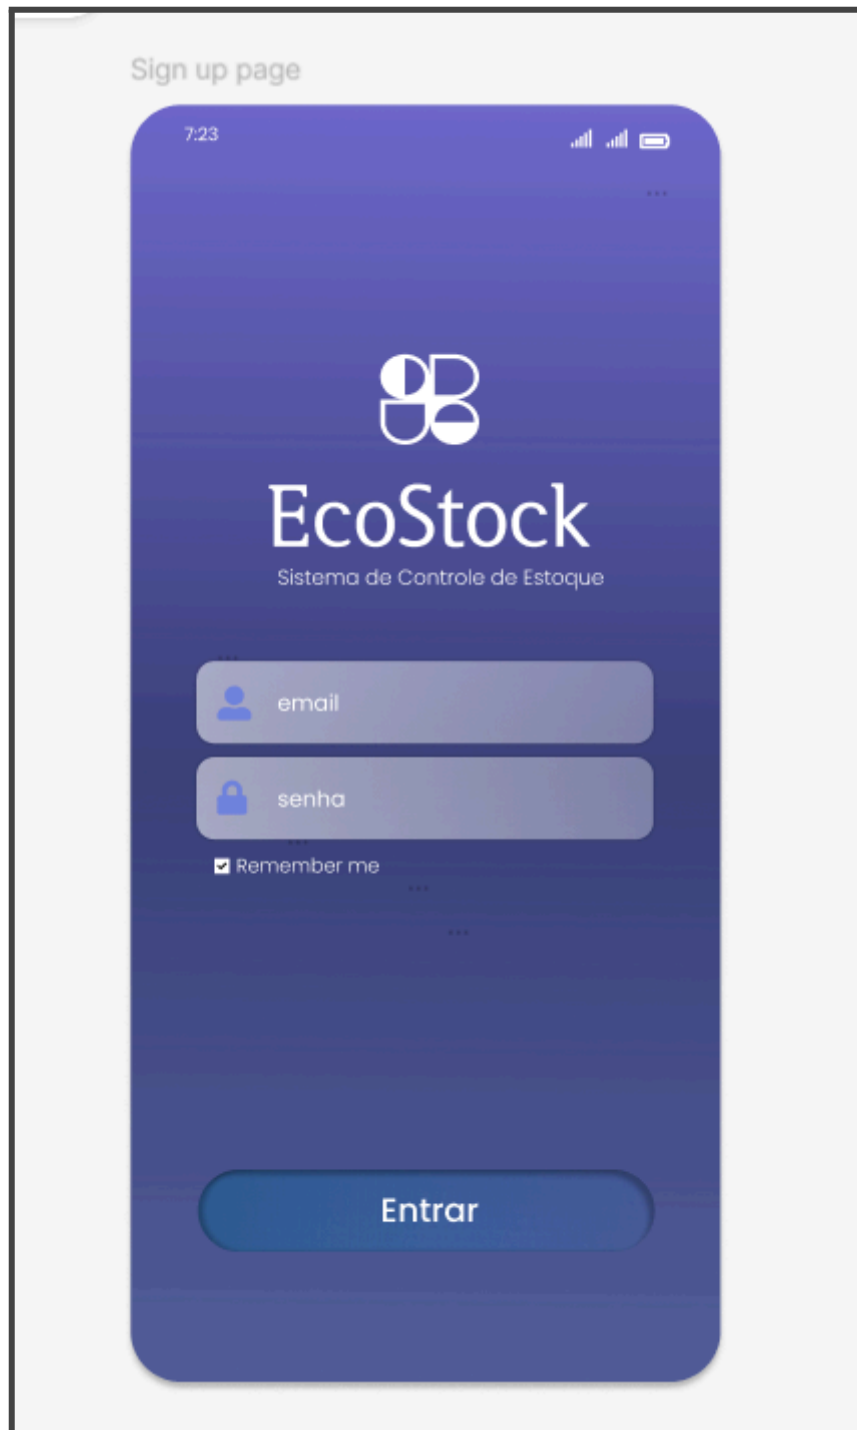 Sign up page
7:23
...
EcoStock
Sistema de Controle de Estoque
...
email
senha
...
Remember me
...
...
Entrar